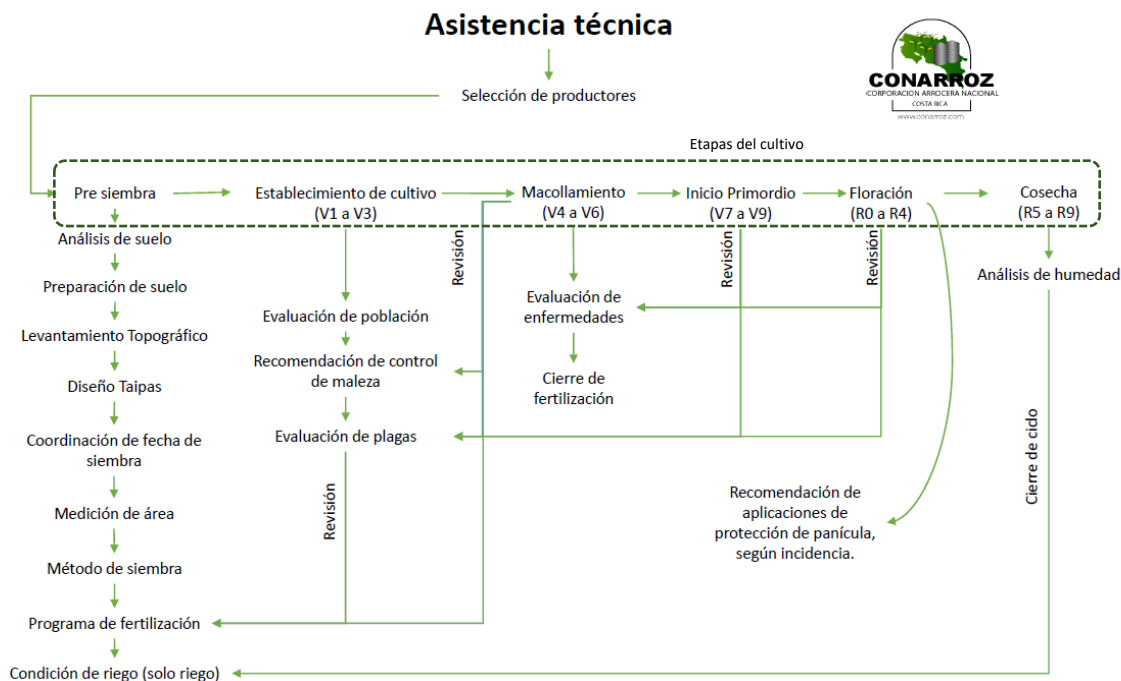 Asistencia técnica
CONARROZ
CORPORACION ARROCERA NACIONAL
COSTA RICA
www.conarroz.com
Selección de productores
Etapas del cultivo
Pre siembra
Establecimiento de cultivo
(V1 a V3)
Macollamiento
(V4 a V6)
Inicio Primordio
(V7 a V9)
Floración
(R0 a R4)
Cosecha
(R5 a R9)
Análisis de suelo
Preparación de suelo
Levantamiento Topográfico
Diseño Taipas
Coordinación de fecha de
siembra
Medición de área
Método de siembra
Programa de fertilización
Condición de riego (solo riego)
Evaluación de población
Recomendación de control
de maleza
Evaluación de plagas
Revisión
Revisión
Evaluación de
enfermedades
Cierre de
fertilización
Revisión
Revisión
Recomendación de
aplicaciones de
protección de panícula,
según incidencia.
Análisis de humedad
Cierre de ciclo